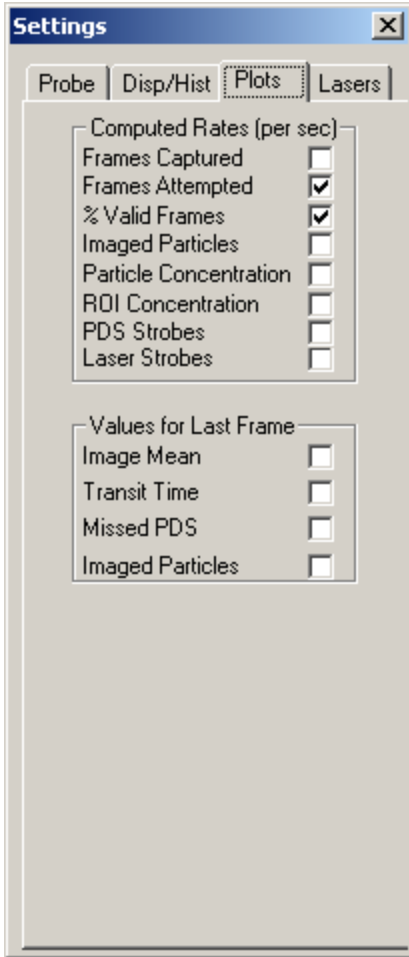 Settings
Probe Disp/Hist Plots Lasers
Computed Rates (per sec)
Frames Captured
Frames Attempted
% Valid Frames
Imaged Particles
Particle Concentration
ROI Concentration
PDS Strobes
Laser Strobes
Values for Last Frame
Image Mean
Transit Time
Missed PDS
Imaged Particles